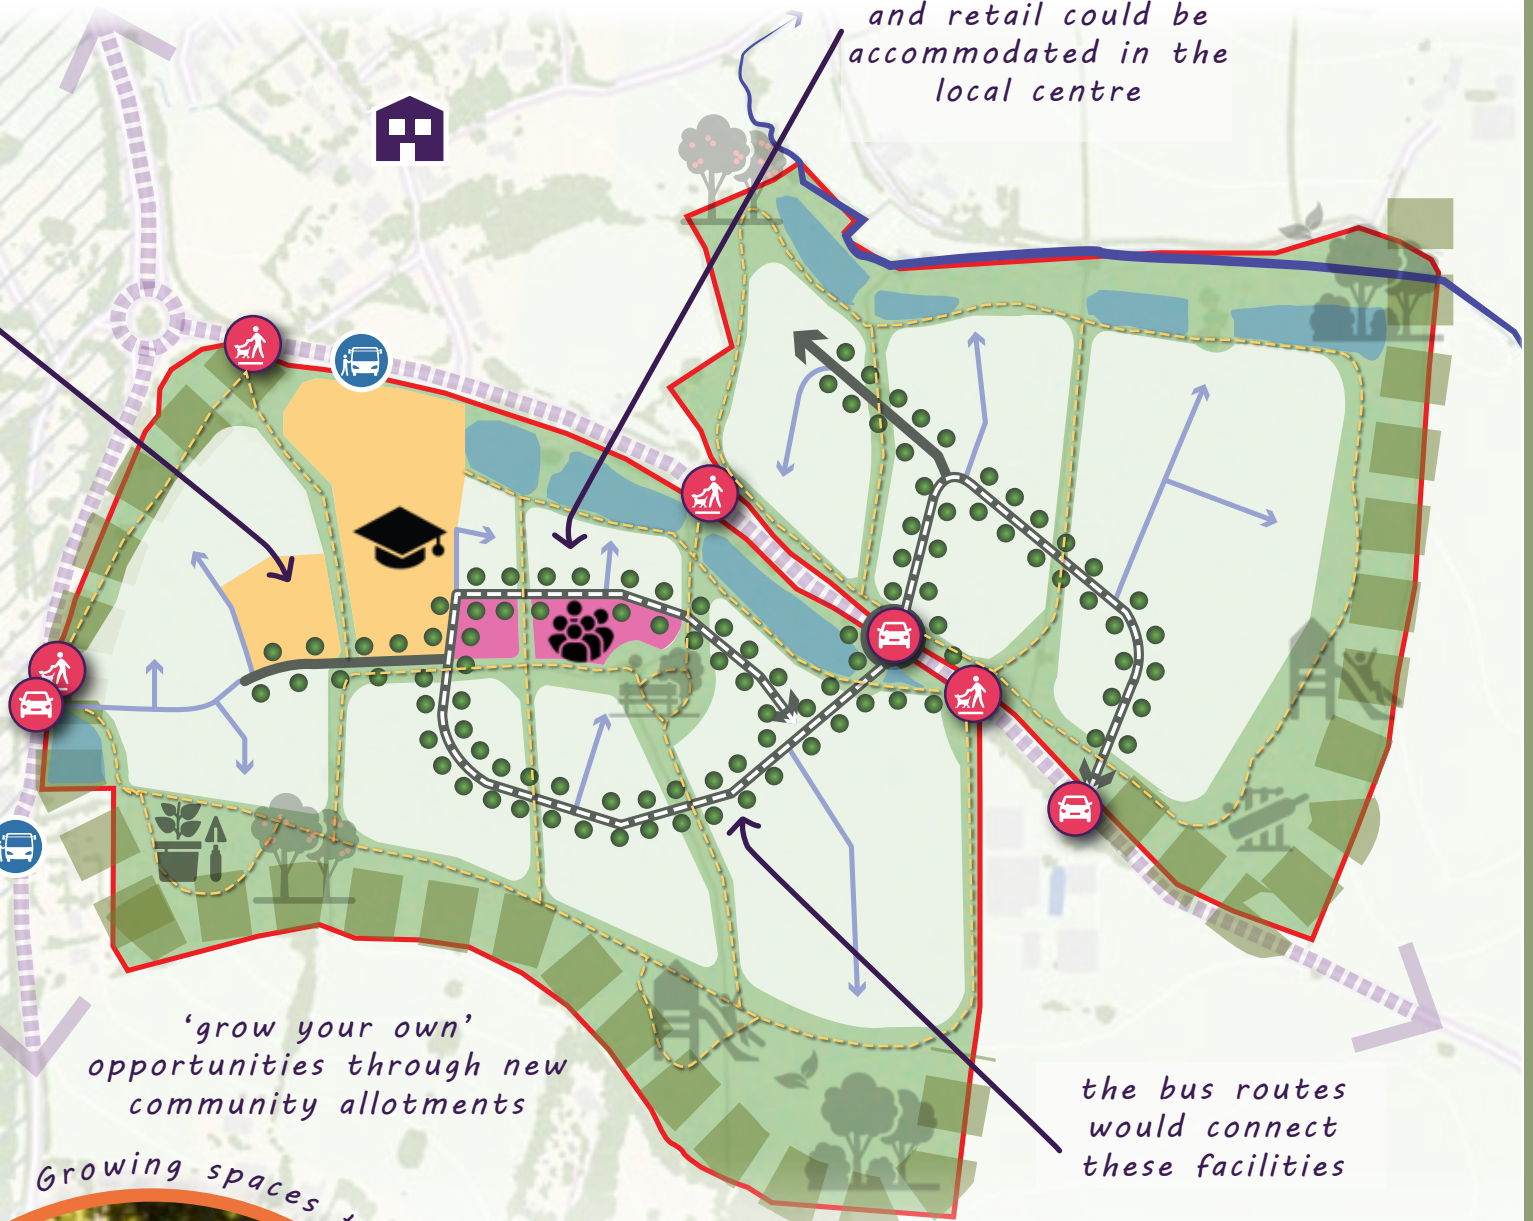 and retail could be
accommodated in the
local centre
‘grow your own’
opportunities through new
community allotments
the bus routes
would connect
these facilities
Growing spaces